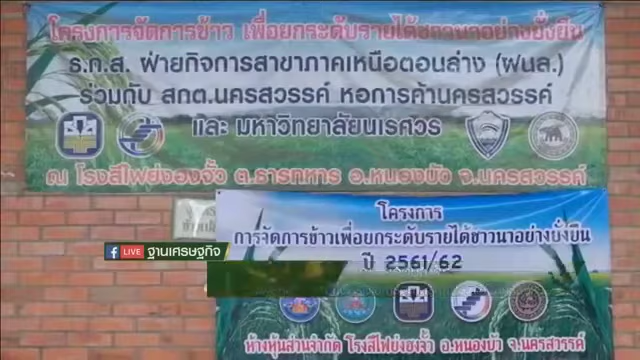 โครงการจัดการข้าว เพื่อยกระดับรายได้ชาวนาอย่างยั่งยืน
ธ.ก.ส. ฝ่ายกิจการสาขาภาคเหนือตอนล่าง (ฝนล.)
ร่วมกับ สกต.นครสวรรค์ หอการค้านครสวรรค์
และ มหาวิทยาลัยนเรศวร
ณ โรงสีไฟย่งฮงจั๊ว ต.ธารทหาร อ.หนองบัว จ.นครสวรรค์
โครงการ
การจัดการข้าวเพื่อยกระดับรายได้ชาวนาอย่างยั่งยืน
ปี 2561/62
f LIVE ฐานเศรษฐกิจ
ห้างหุ้นส่วนจำกัด โรงสีไฟย่งฮงจั๊ว อ.หนองบัว จ.นครสวรรค์